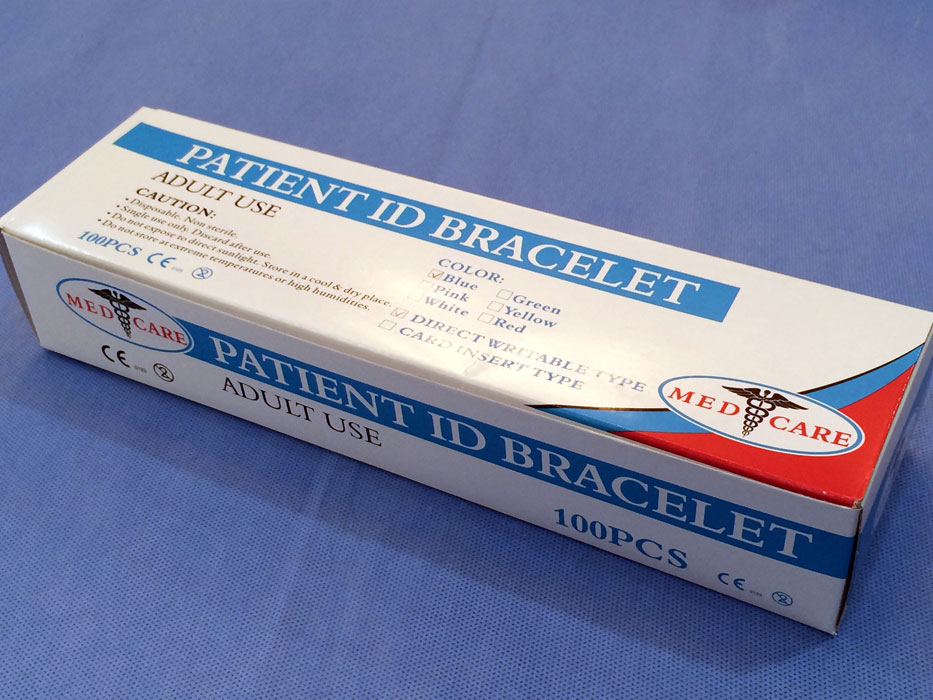 PATIENT ID BRACELET
ADULT USE
CAUTION:
• Disposable. Non sterile.
• Single use only. Discard after use.
• Do not expose to direct sunlight. Store in a cool & dry place.
• Do not store at extreme temperatures or high humidities.
100PCS CE
COLOR:
Blue Green
Pink Yellow
White Red
DIRECT WRITABLE TYPE
CARD INSERT TYPE
MED CARE
MED CARE
PATIENT ID BRACELET
CE
ADULT USE
100PCS
CE